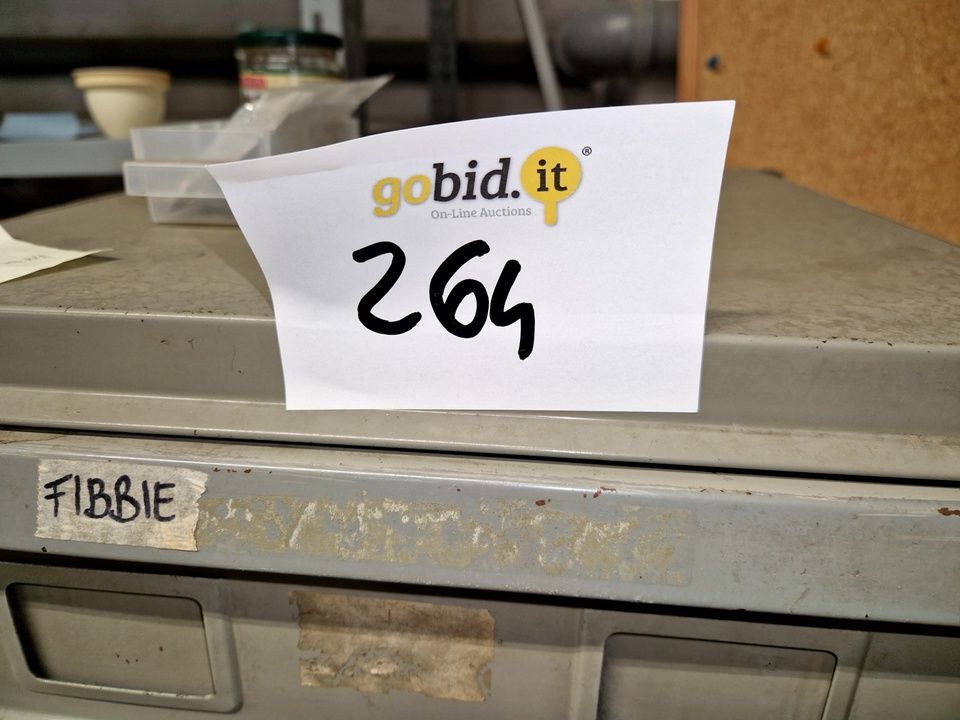 gobid.it®
On-Line Auctions
264
FIBBIE